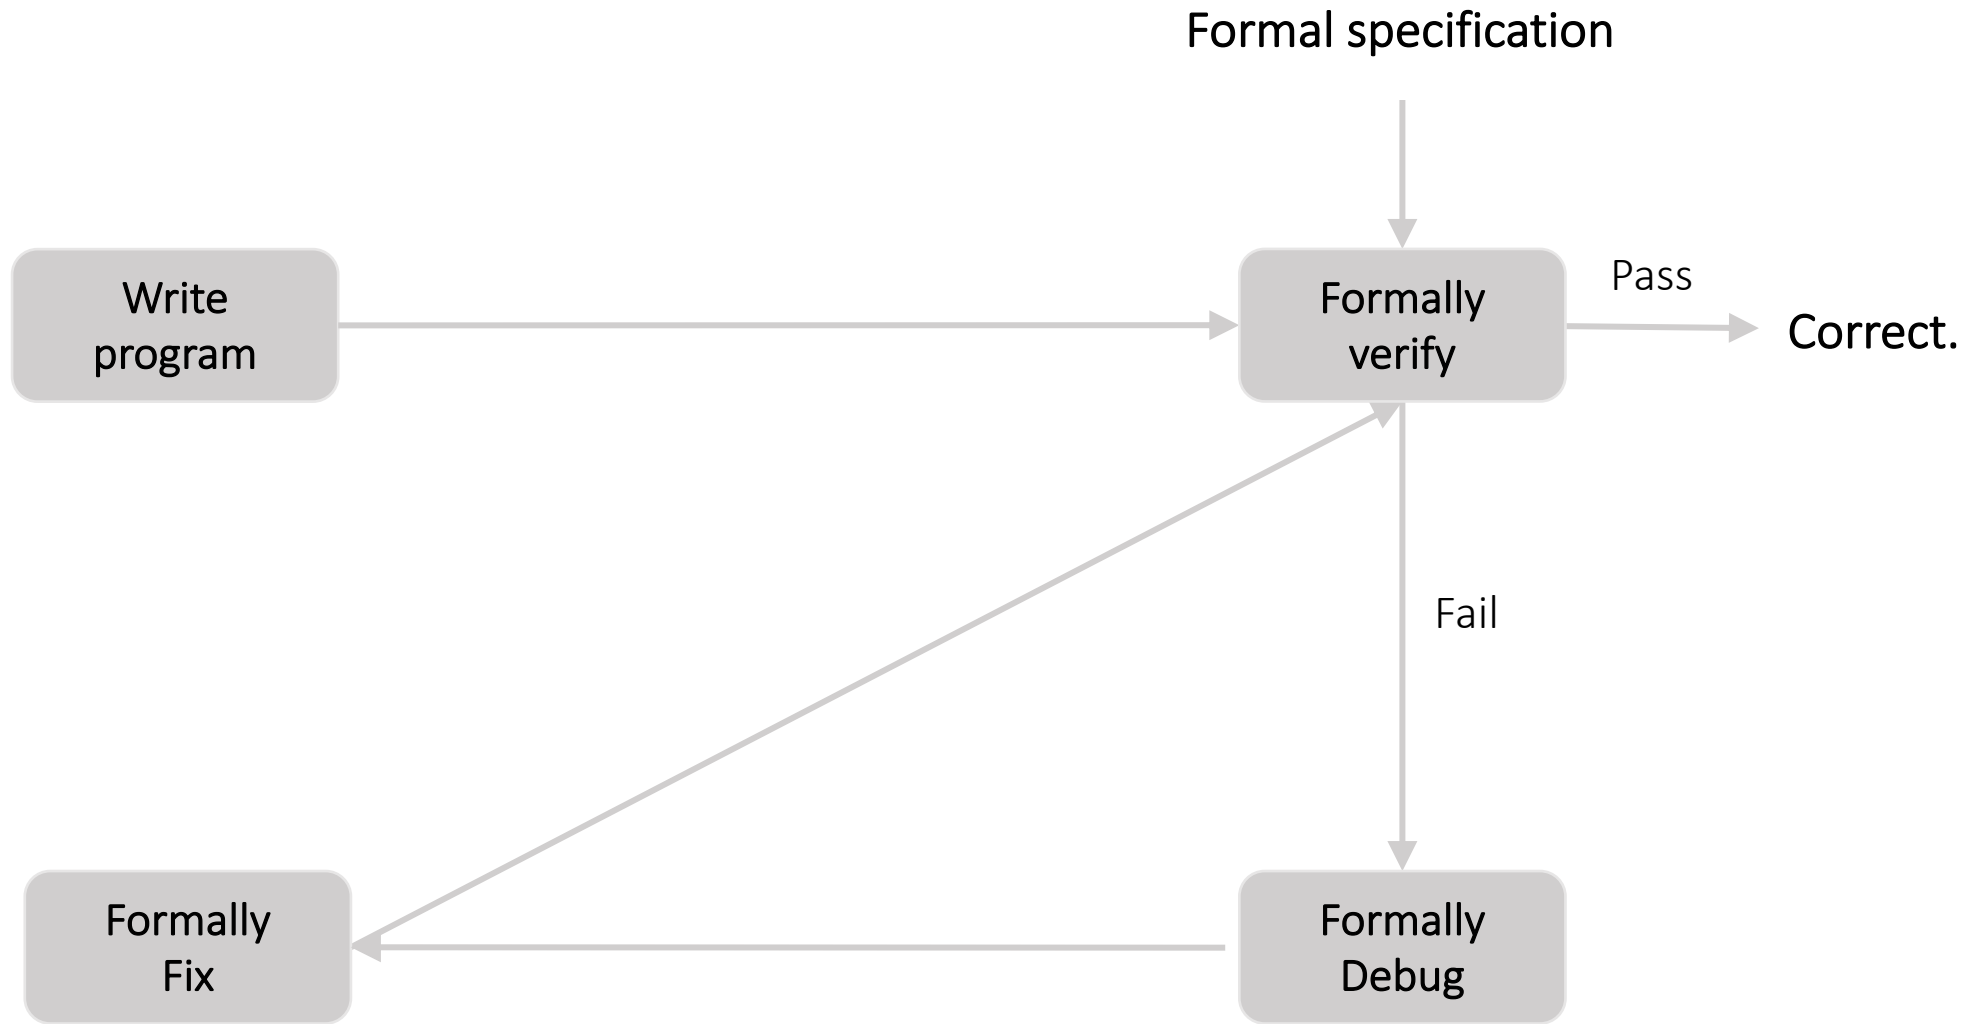 Formal specification
Write
program
Formally
verify
Pass
Correct.
Fail
Formally
Fix
Formally
Debug